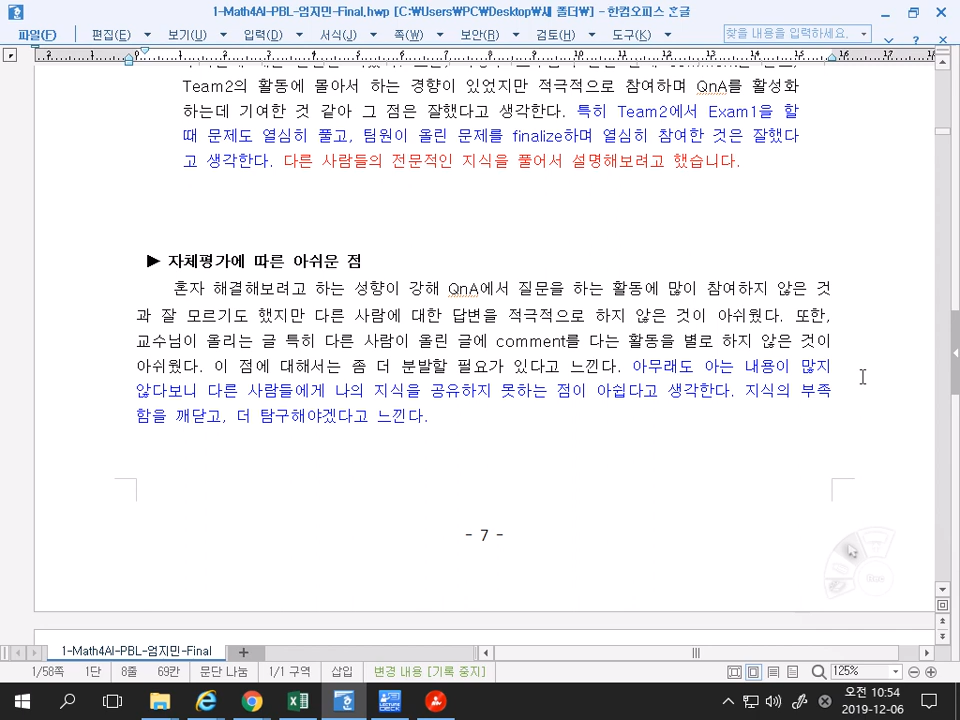 1-Math4AI-PBL-엄지민-Final.hwp [C:₩Users₩PC₩Desktop₩새 폴더₩] - 한컴오피스 한글
파일(F) 편집(E) 보기(U) 입력(D) 서식(J) 쪽(W) 보안(R) 검토(H) 도구(K) 찾을 내용을 입력하세요.
2 1 0 1 2 3 4 5 6 7 8 9 10 11 12 13 14 15 16 17 18
Team2의 활동에 몰아서 하는 경향이 있었지만 적극적으로 참여하며 QnA를 활성화
하는데 기여한 것 같아 그 점은 잘했다고 생각한다. 특히 Team2에서 Exam1을 할
때 문제도 열심히 풀고, 팀원이 올린 문제를 finalize하며 열심히 참여한 것은 잘했다
고 생각한다. 다른 사람들의 전문적인 지식을 풀어서 설명해보려고 했습니다.
▶ 자체평가에 따른 아쉬운 점
혼자 해결해보려고 하는 성향이 강해 QnA에서 질문을 하는 활동에 많이 참여하지 않은 것
과 잘 모르기도 했지만 다른 사람에 대한 답변을 적극적으로 하지 않은 것이 아쉬웠다. 또한,
교수님이 올리는 글 특히 다른 사람이 올린 글에 comment를 다는 활동을 별로 하지 않은 것이
아쉬웠다. 이 점에 대해서는 좀 더 분발할 필요가 있다고 느낀다. 아무래도 아는 내용이 많지
않다보니 다른 사람들에게 나의 지식을 공유하지 못하는 점이 아쉽다고 생각한다. 지식의 부족
함을 깨닫고, 더 탐구해야겠다고 느낀다.
- 7 -
1-Math4AI-PBL-엄지민-Final
1/58쪽 1단 8줄 69칸 문단 나눔 1/1 구역 삽입 변경 내용 [기록 중지] 125%
오전 10:54
2019-12-06